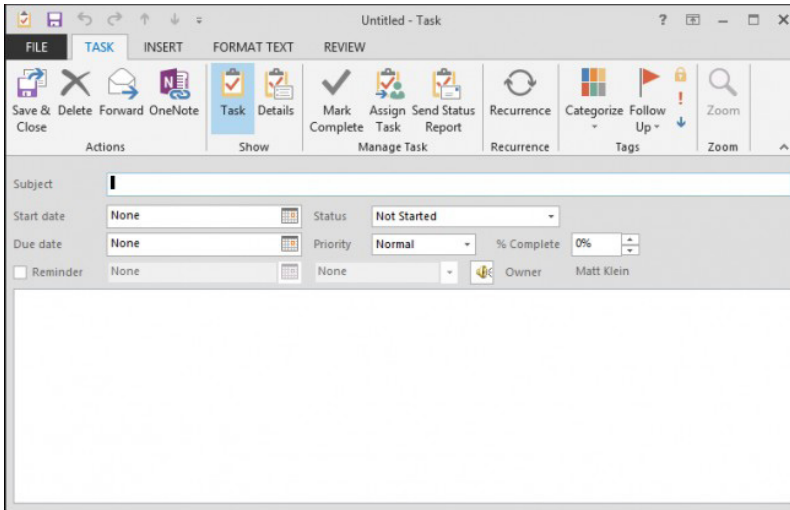 Untitled - Task
?
FILE TASK INSERT FORMAT TEXT REVIEW
Save & Close
Delete
Forward
OneNote
Task
Details
Mark Complete
Assign Task
Send Status Report
Recurrence
Categorize
Follow Up
!
Zoom
Actions Show Manage Task Recurrence Tags Zoom
Subject
Start date None Status Not Started
Due date None Priority Normal % Complete 0%
Reminder None None Owner Matt Klein